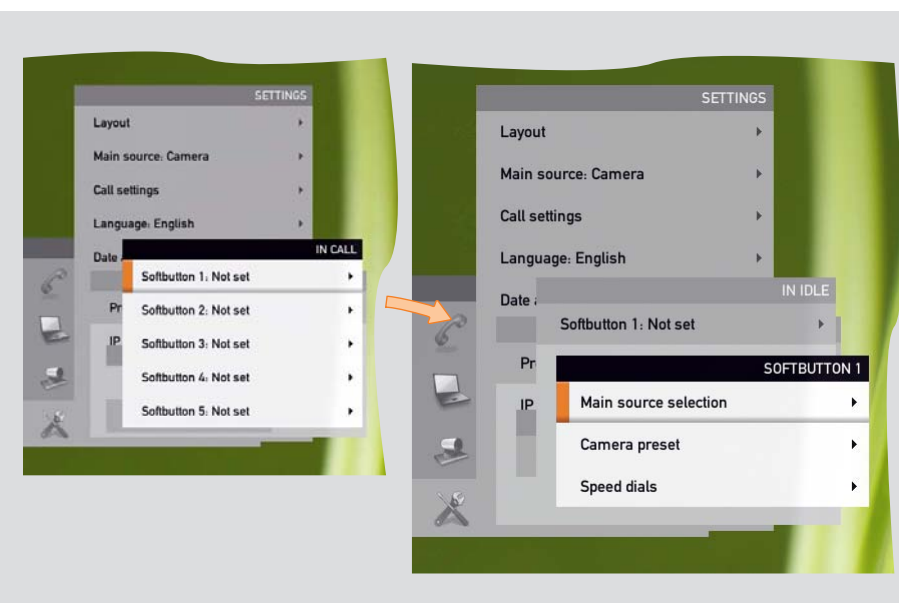 SETTINGS
Layout
Main source: Camera
Call settings
Language: English
Date
IN CALL
Softbutton 1: Not set
Pr
Softbutton 2: Not set
IP
Softbutton 3: Not set
Softbutton 4: Not set
Softbutton 5: Not set
SETTINGS
Layout
Main source: Camera
Call settings
Language: English
Date
IN IDLE
Softbutton 1: Not set
Pr
SOFTBUTTON 1
IP
Main source selection
Camera preset
Speed dials